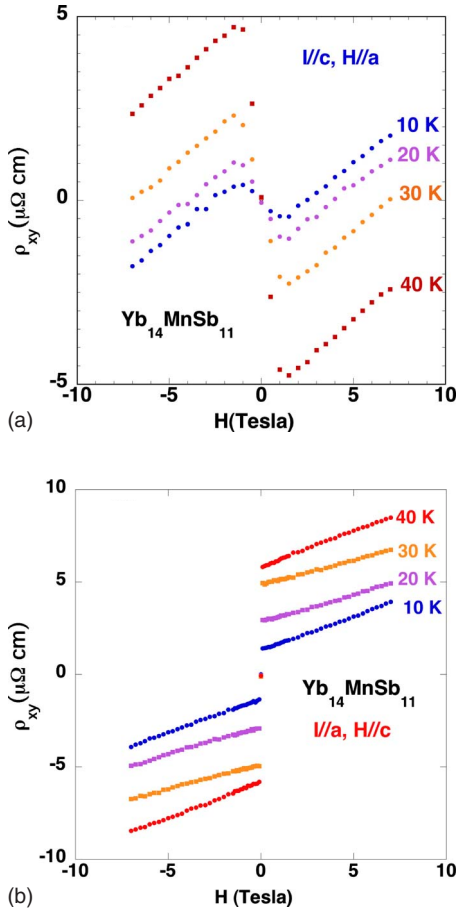 5
I//c, H//a
10 K
20 K
ρxy(μΩ cm)
0
30 K
40 K
Yb14MnSb11
-5
-10 -5 0 5 10
(a) H(Tesla)
10
40 K
5
30 K
20 K
10 K
ρxy(μΩ cm)
0
Yb14MnSb11
I//a, H//c
-5
-10
-10 -5 0 5 10
(b) H (Tesla)